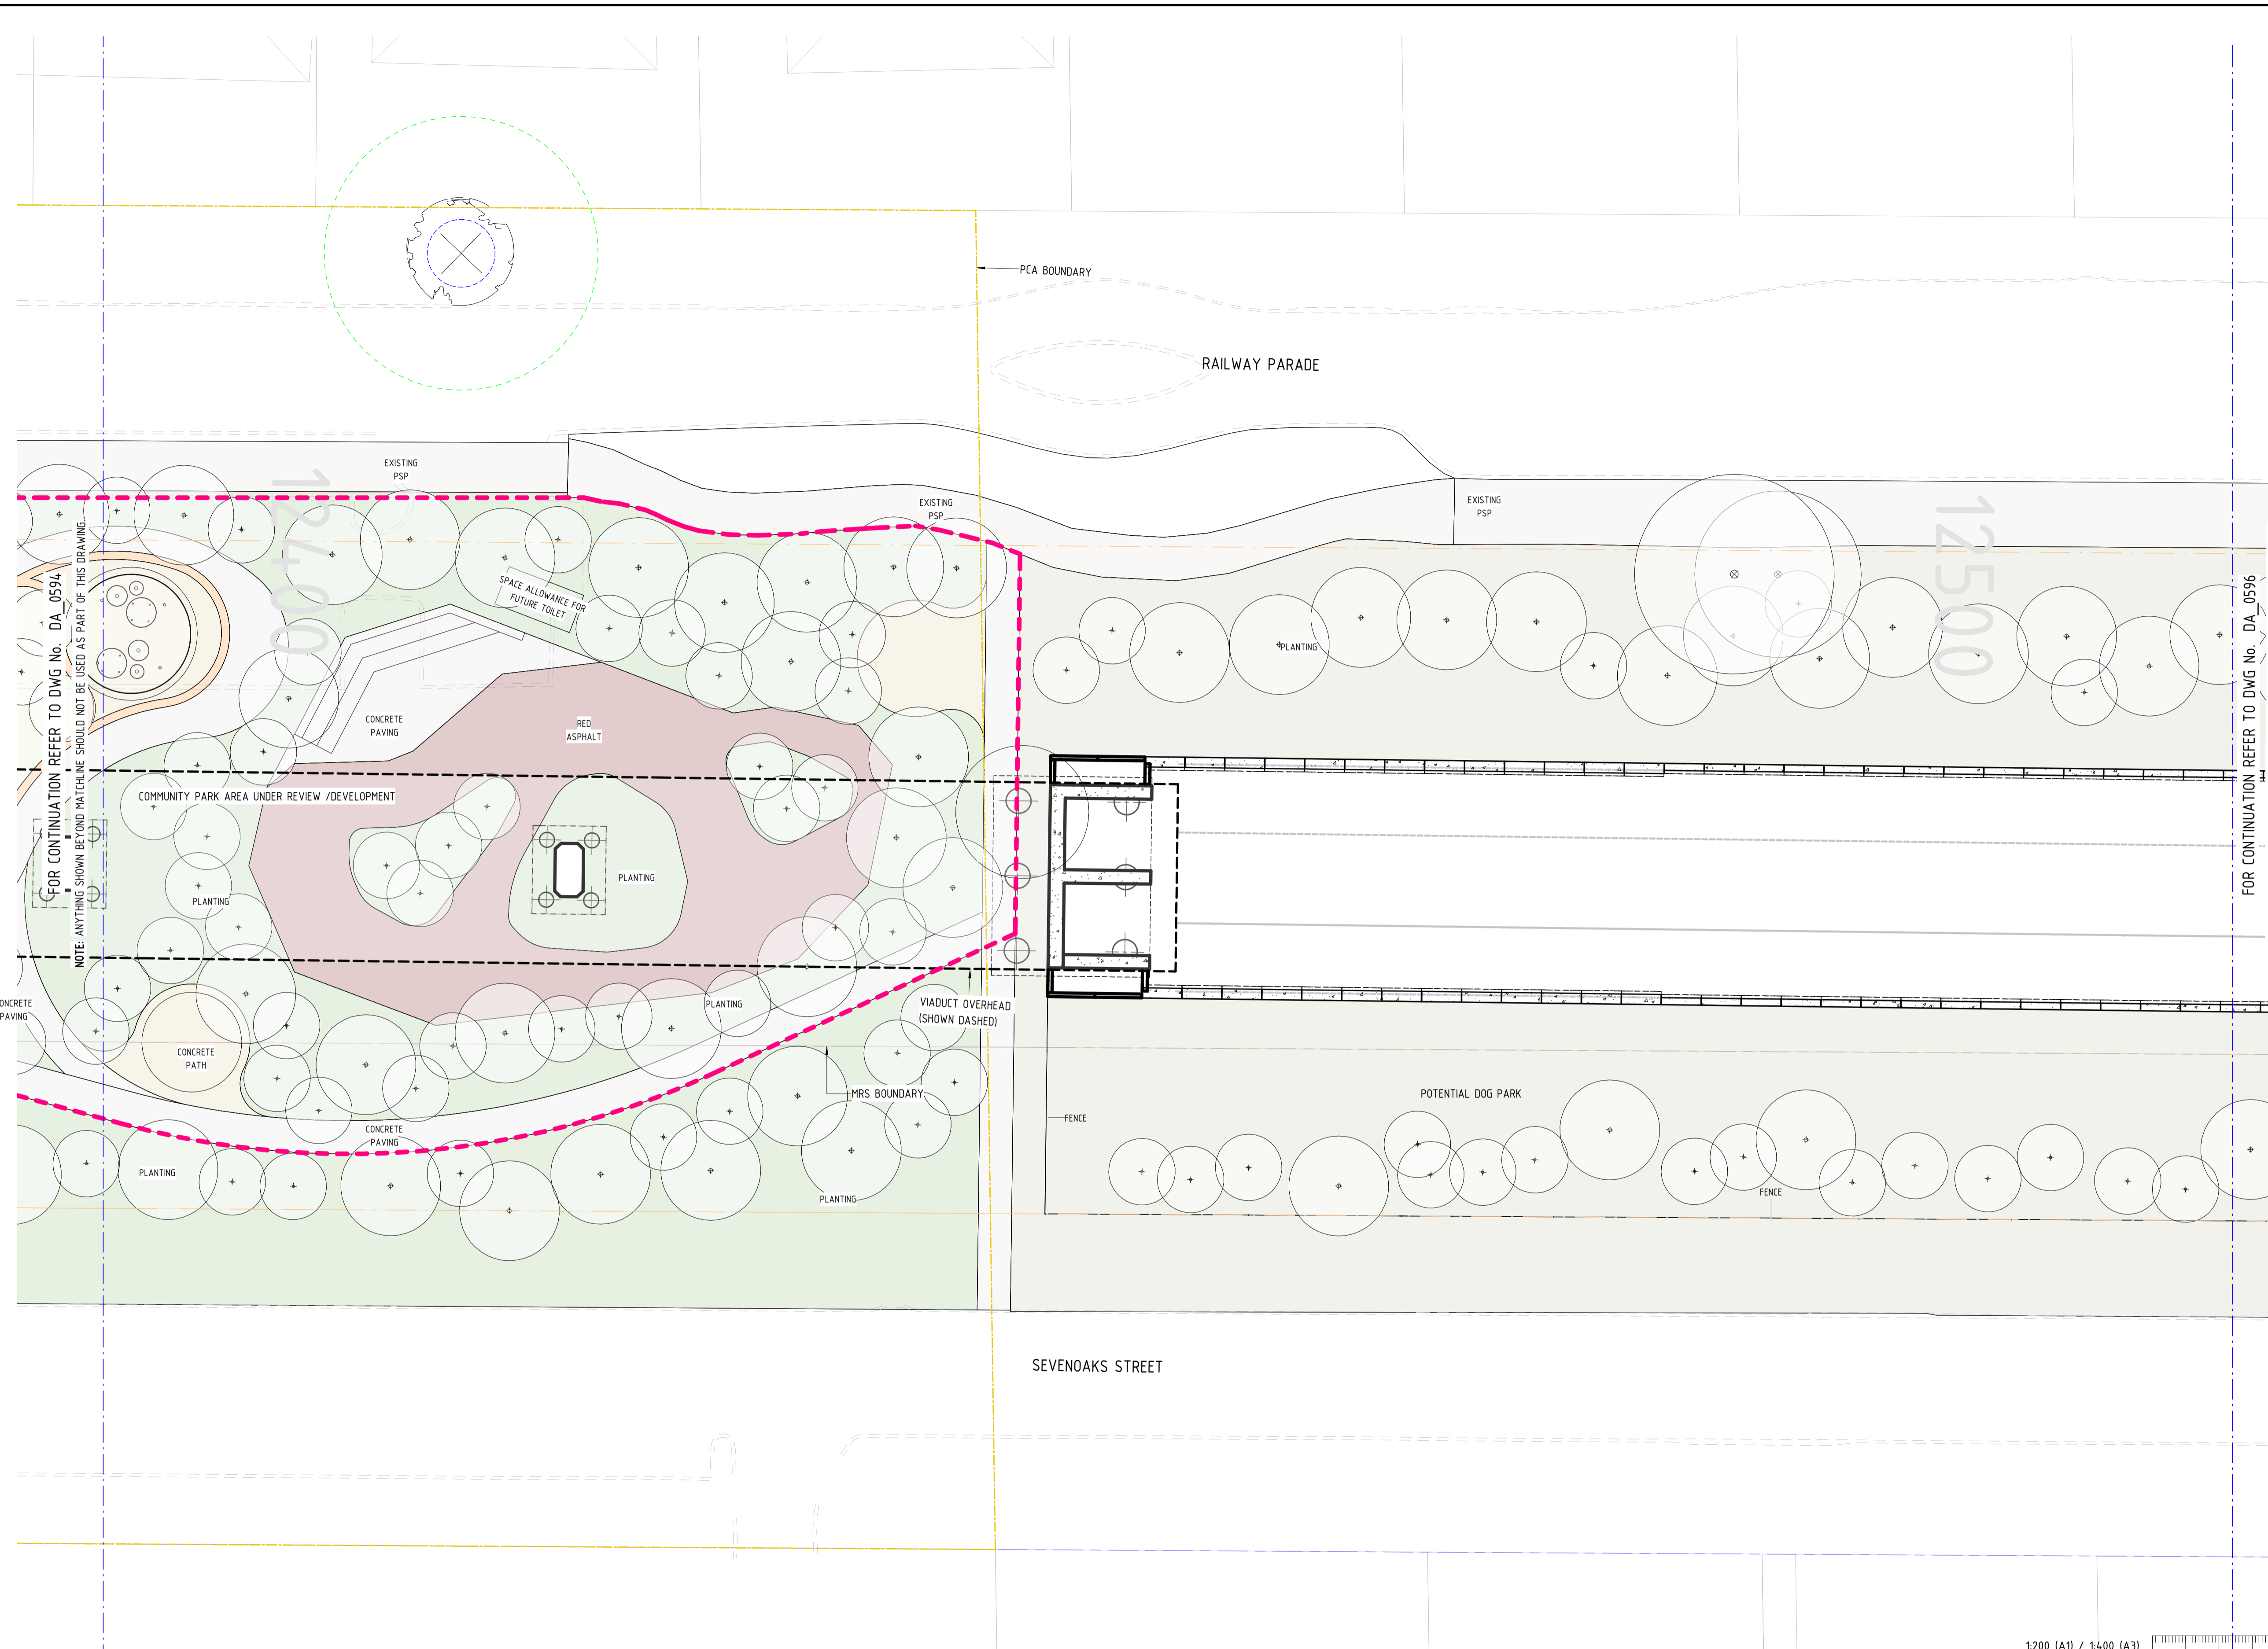 PCA BOUNDARY
RAILWAY PARADE
EXISTING
PSP
EXISTING
PSP
EXISTING
PSP
12400
12500
SPACE ALLOWANCE FOR
FUTURE TOILET
FOR CONTINUATION REFER TO DWG No. DA_0594
NOTE: ANYTHING SHOWN BEYOND MATCHLINE SHOULD NOT BE USED AS PART OF THIS DRAWING.
FOR CONTINUATION REFER TO DWG No. DA_0596
PLANTING
CONCRETE
PAVING
RED
ASPHALT
COMMUNITY PARK AREA UNDER REVIEW /DEVELOPMENT
PLANTING
PLANTING
PLANTING
VIADUCT OVERHEAD
(SHOWN DASHED)
ONCRETE
PAVING
CONCRETE
PATH
MRS BOUNDARY
POTENTIAL DOG PARK
FENCE
CONCRETE
PAVING
PLANTING
PLANTING
FENCE
SEVENOAKS STREET
1:200 (A1) / 1:400 (A3)